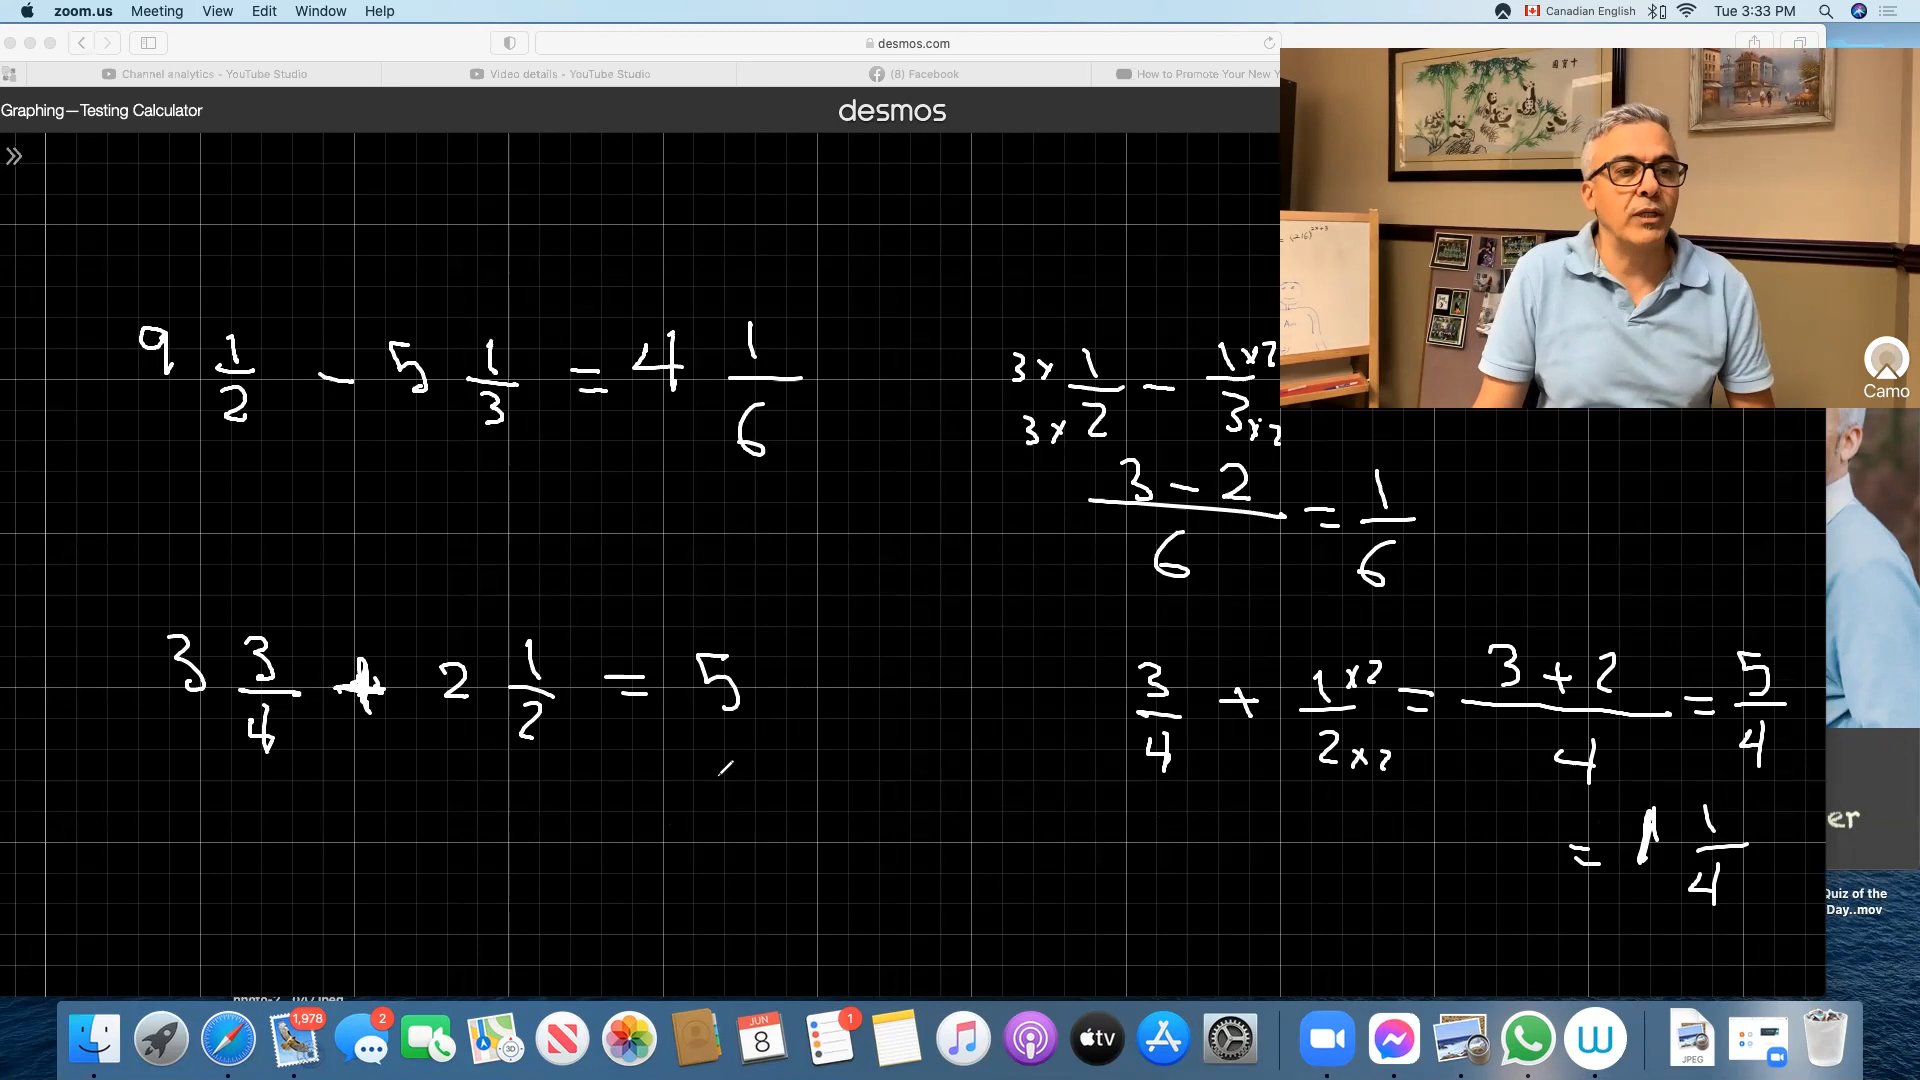 zoom.us Meeting View Edit Window Help Canadian English Tue 3:33 PM
desmos.com
Channel analytics - YouTube Studio Video details - YouTube Studio (8) Facebook How to Promote Your New Y
Graphing—Testing Calculator desmos
9 1/2 - 5 1/3 = 4 1/6
3 × 1/2 - 1 × 2/3 × 2
3 ×
3 - 2 / 6 = 1/6
3 3/4 + 2 1/2 = 5
3/4 + 1 × 2 / 2 × 2 = 3 + 2 / 4 = 5/4
= 1 1/4
Camo
er
Quiz of the
Day..mov
1,978 2 JUN 8 1 tv JPEG
3D